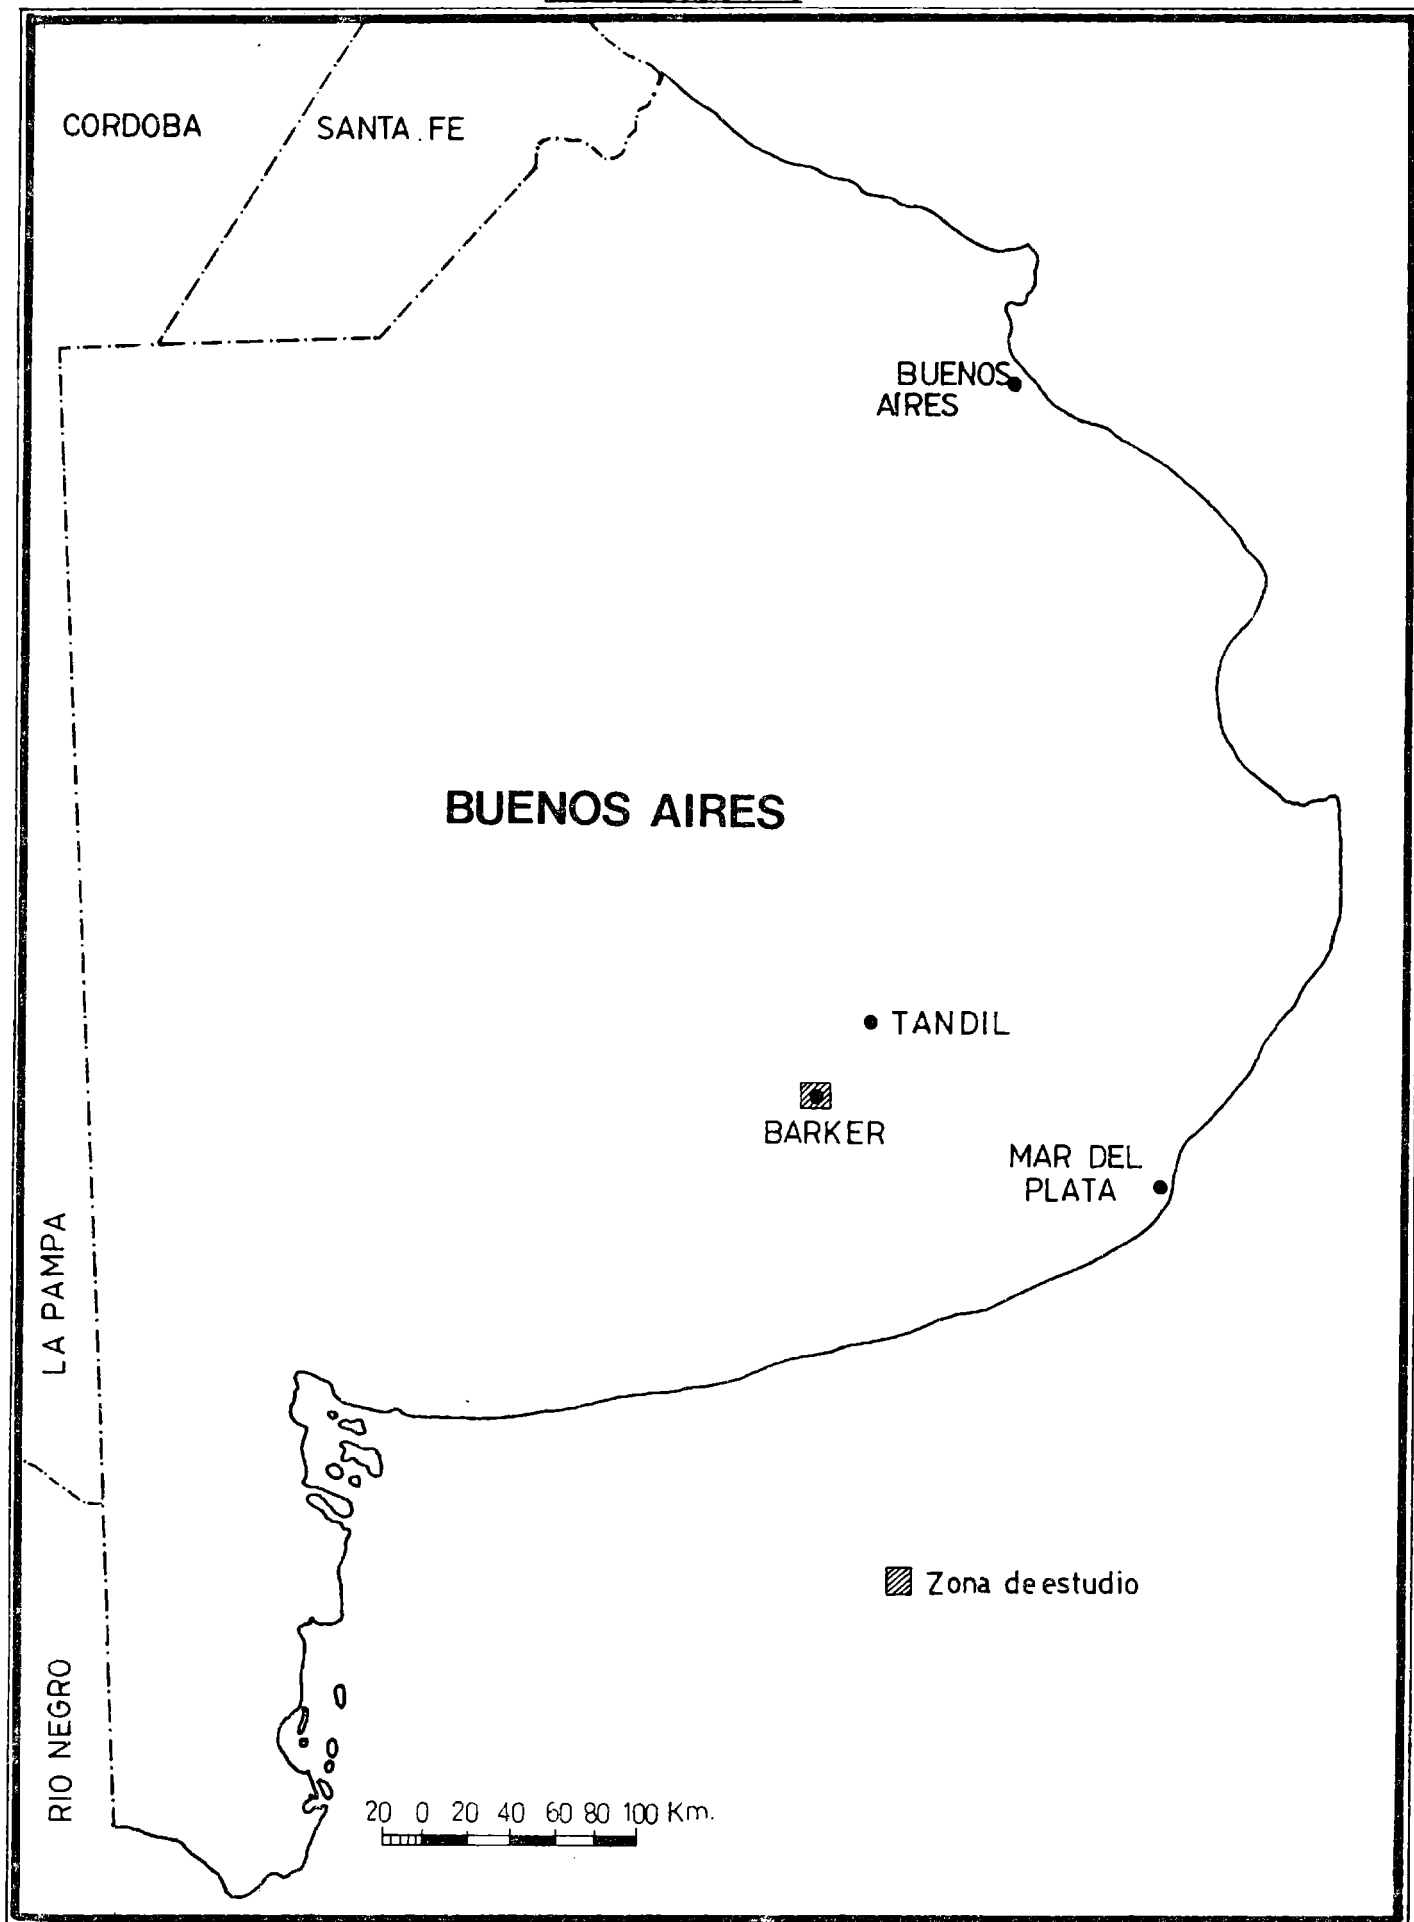 CORDOBA
SANTA.FE
BUENOS
AIRES
BUENOS AIRES
TANDIL
BARKER
MAR DEL
PLATA
LA PAMPA
Zona de estudio
RIO NEGRO
20 0 20 40 60 80 100 Km.